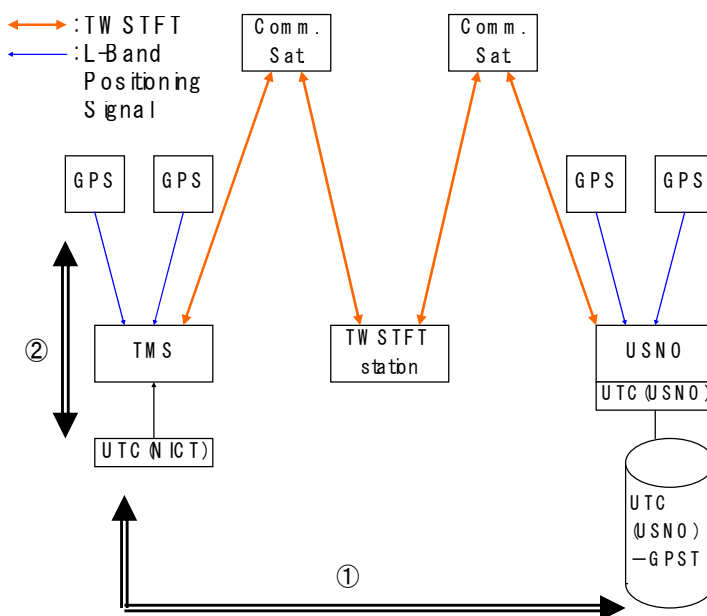 :TWSTFT
:L-Band
Positioning
Signal
Comm.
Sat
Comm.
Sat
GPS
GPS
GPS
GPS
②
TMS
TWSTFT
station
USNO
UTC(USNO)
UTC(NICT)
UTC
(USNO)
－GPST
①